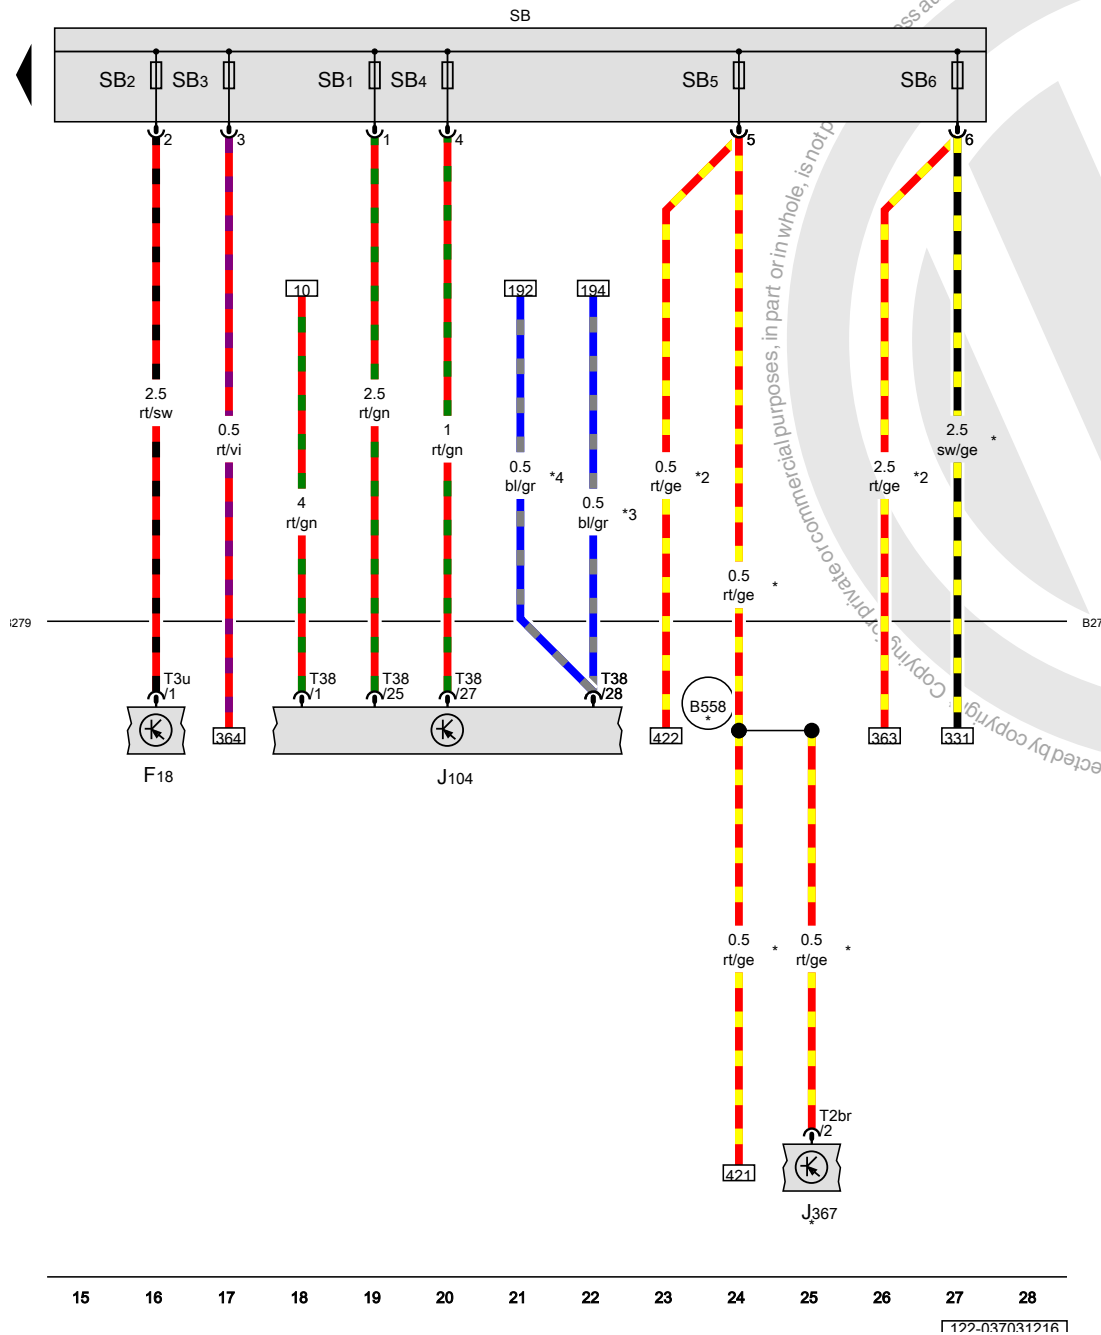 SB
SB2 SB3 SB1 SB4 SB5 SB6
2 3 1 4 5 6
10 192 194
2.5
rt/sw
2.5
rt/gn
0.5
rt/vi
1
rt/gn
2.5
sw/ge *
0.5
bl/gr *4
0.5
rt/ge *2
2.5
rt/ge *2
4
rt/gn
0.5
bl/gr *3
0.5
rt/ge *
B279
T3u
/1
T38
/1
T38
/25
T38
/27
T38
/28
B558
*
364 422 363 331
F18 J104
0.5
rt/ge *
0.5
rt/ge *
T2br
/2
421
J367
*
15 16 17 18 19 20 21 22 23 24 25 26 27 28
122-037031216
ected by copyright. Copying for private or commercial purposes, in part or in whole, is not p